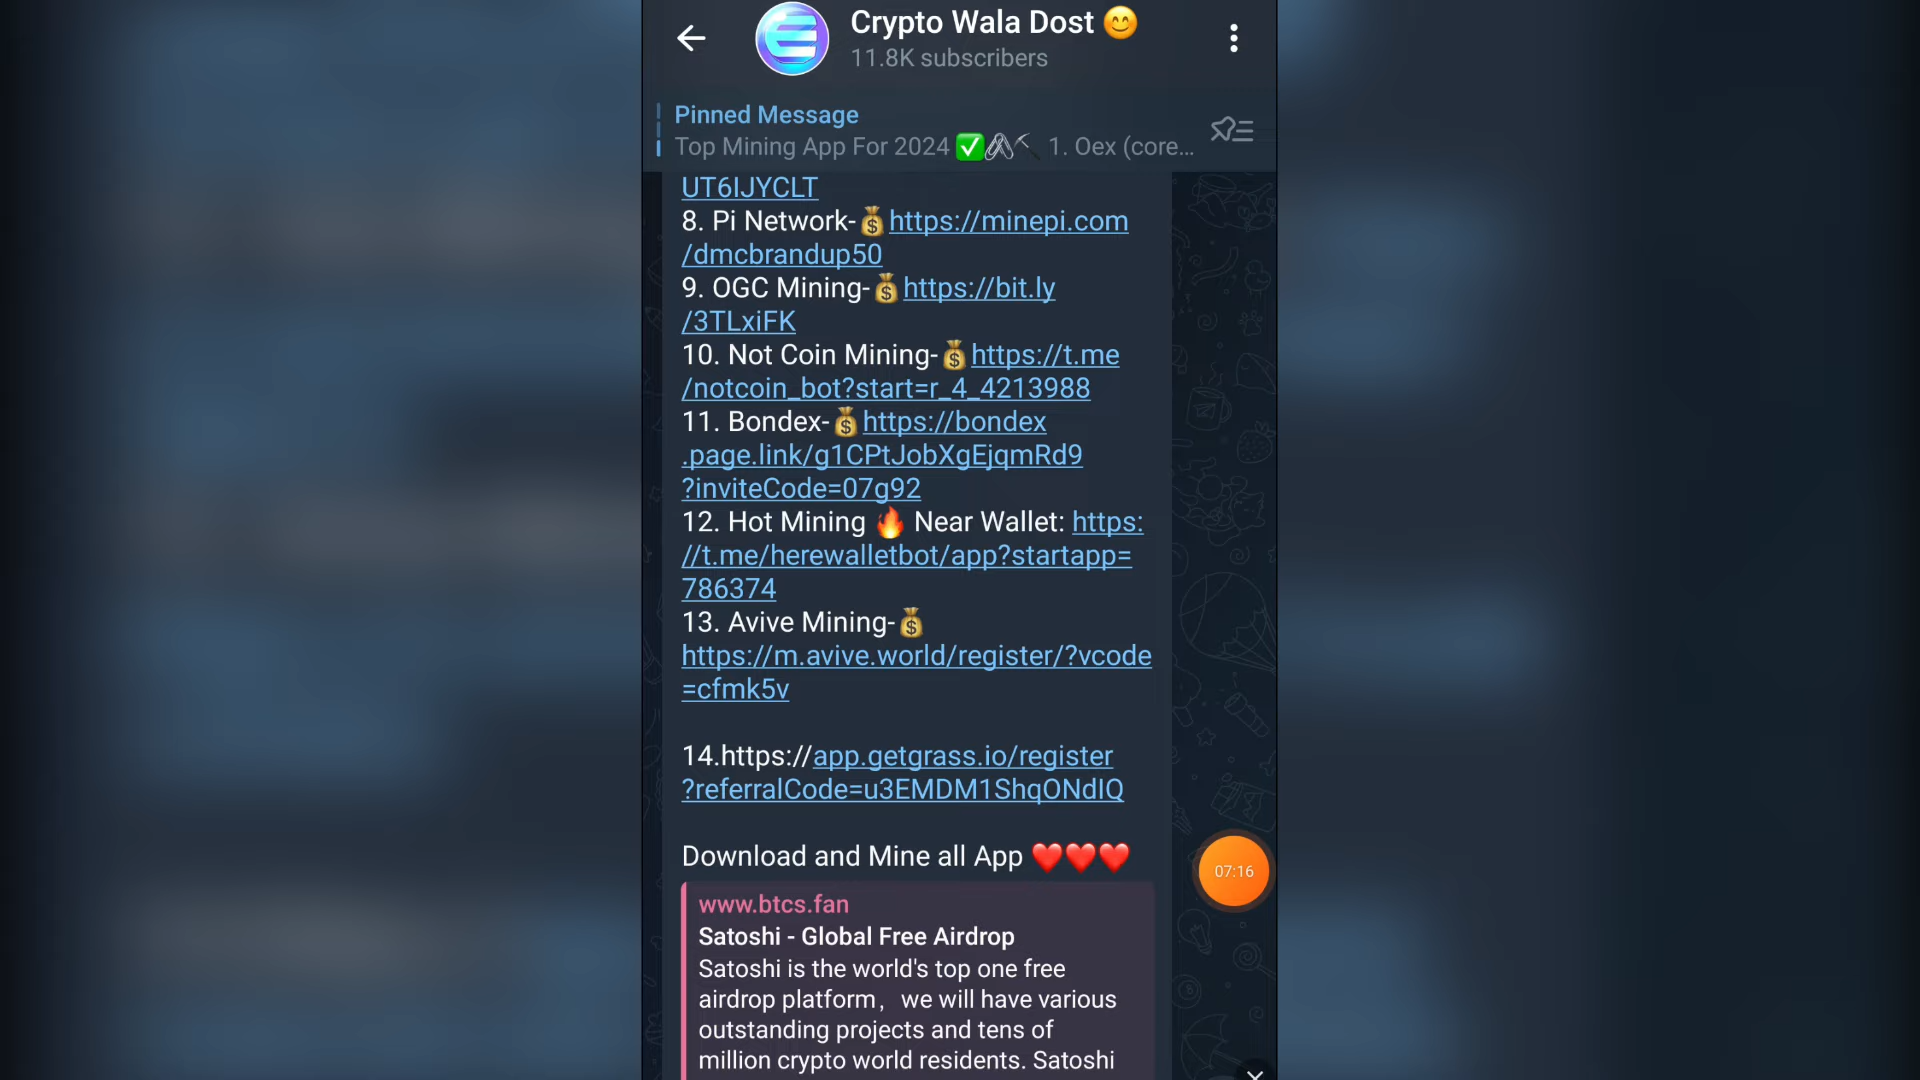 Crypto Wala Dost 😊
11.8K subscribers
Pinned Message
Top Mining App For 2024 ✅🖇⛏ 1. Oex (core...
UT6IJYCLT
8. Pi Network-💰https://minepi.com
/dmcbrandup50
9. OGC Mining-💰https://bit.ly
/3TLxiFK
10. Not Coin Mining-💰https://t.me
/notcoin_bot?start=r_4_4213988
11. Bondex-💰https://bondex
.page.link/g1CPtJobXgEjqmRd9
?inviteCode=07g92
12. Hot Mining 🔥 Near Wallet: https:
//t.me/herewalletbot/app?startapp=
786374
13. Avive Mining-💰
https://m.avive.world/register/?vcode
=cfmk5v
14.https://app.getgrass.io/register
?referralCode=u3EMDM1ShqONdIQ
Download and Mine all App ❤️❤️❤️
07:16
www.btcs.fan
Satoshi - Global Free Airdrop
Satoshi is the world's top one free
airdrop platform，we will have various
outstanding projects and tens of
million crypto world residents. Satoshi